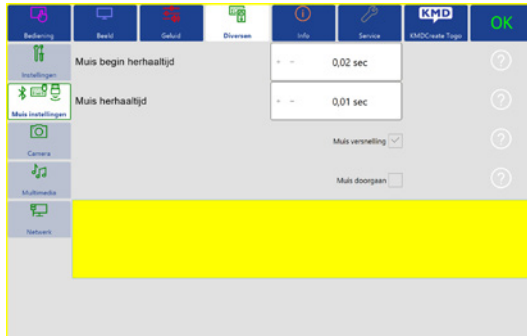 Bediening
Beeld
Geluid
Diversen
Info
Service
KMD
KMDCreate Togo
OK
Instellingen
Muis begin herhaaltijd
0,02 sec
?
Muis instellingen
Muis herhaaltijd
0,01 sec
?
Camera
Muis versnelling
?
Multimedia
Muis doorgaan
?
Netwerk